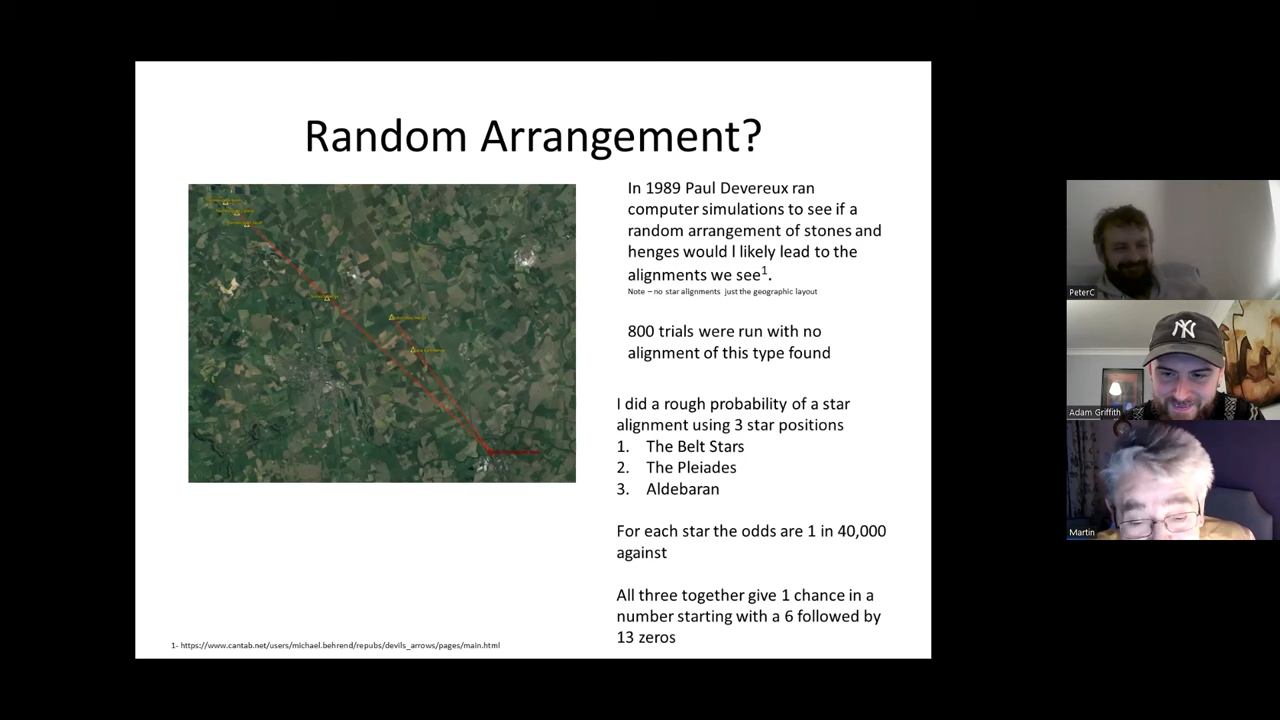 Random Arrangement?
In 1989 Paul Devereux ran
computer simulations to see if a
random arrangement of stones and
henges would l likely lead to the
alignments we see1.
Note – no star alignments just the geographic layout
800 trials were run with no
alignment of this type found
I did a rough probability of a star
alignment using 3 star positions
1. The Belt Stars
2. The Pleiades
3. Aldebaran
For each star the odds are 1 in 40,000
against
All three together give 1 chance in a
number starting with a 6 followed by
13 zeros
1- https://www.cantab.net/users/michael.behrend/repubs/devils_arrows/pages/main.html
PeterC
Adam Griffith
Martin